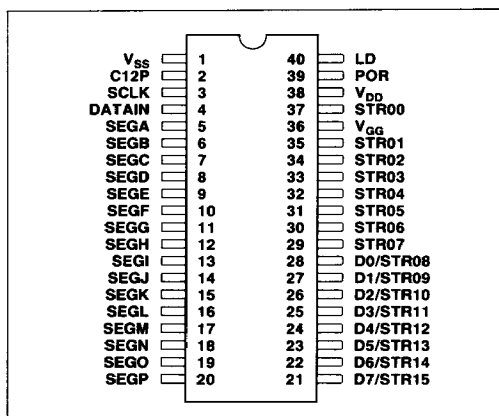 V_SS 1 40 LD
C12P 2 39 POR
SCLK 3 38 V_DD
DATAIN 4 37 STR00
SEGA 5 36 V_GG
SEGB 6 35 STR01
SEGC 7 34 STR02
SEGD 8 33 STR03
SEGE 9 32 STR04
SEGF 10 31 STR05
SEGG 11 30 STR06
SEGH 12 29 STR07
SEGI 13 28 D0/STR08
SEGJ 14 27 D1/STR09
SEGK 15 26 D2/STR10
SEGL 16 25 D3/STR11
SEGM 17 24 D4/STR12
SEGN 18 23 D5/STR13
SEGO 19 22 D6/STR14
SEGP 20 21 D7/STR15